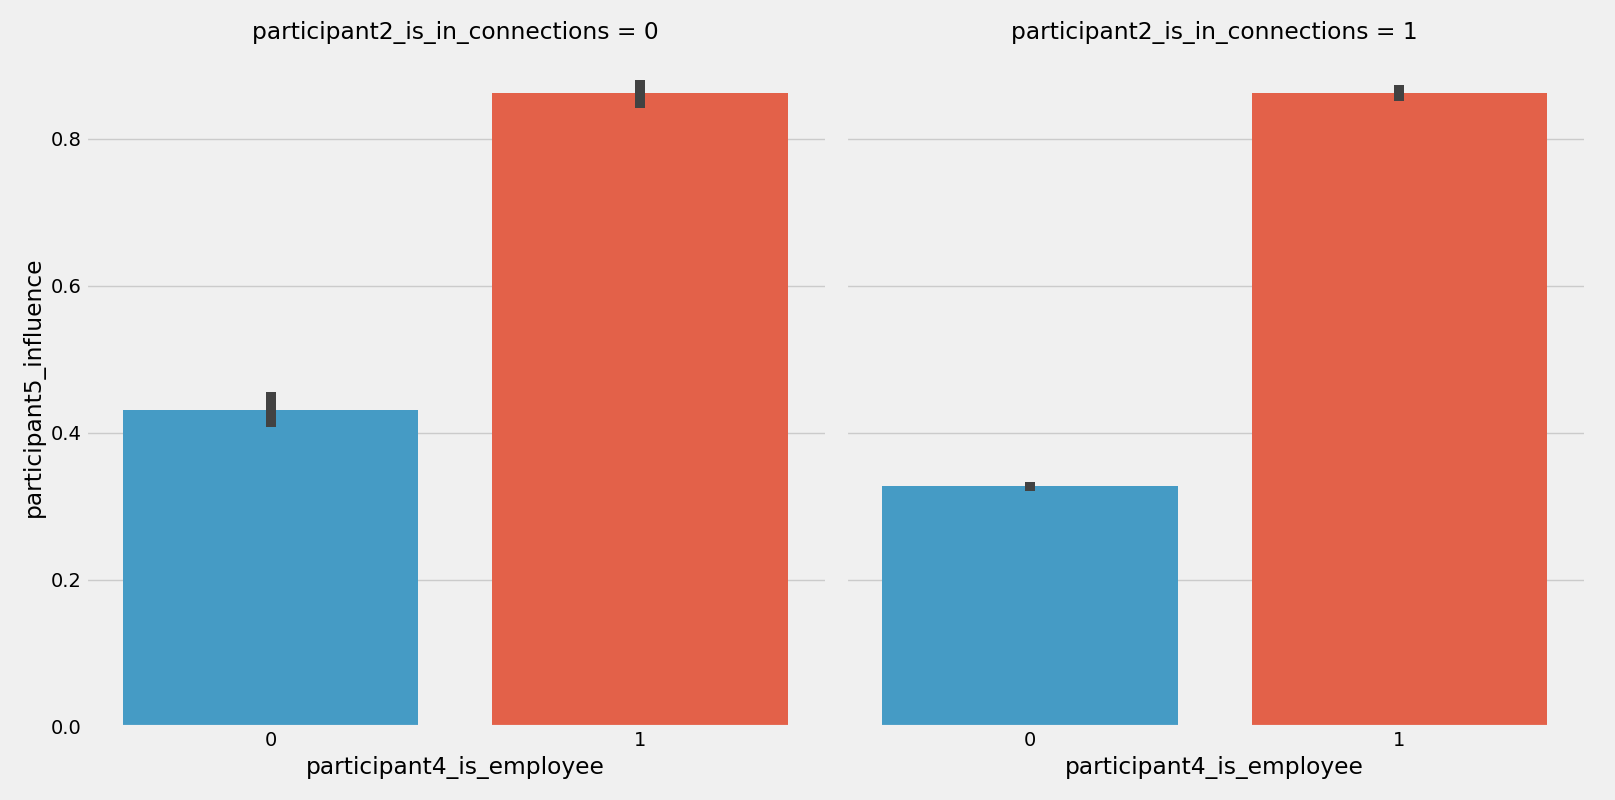 participant2_is_in_connections = 0
participant2_is_in_connections = 1
participant5_influence
0.8
0.6
0.4
0.2
0.0
0 1
0 1
participant4_is_employee
participant4_is_employee